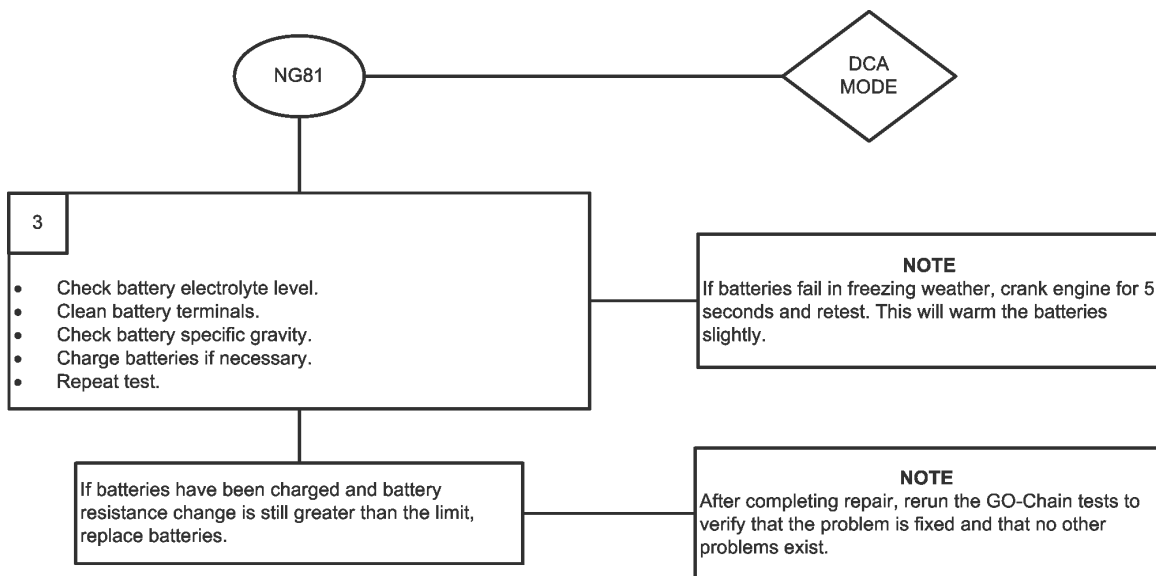 NG81
DCA
MODE
3
• Check battery electrolyte level.
• Clean battery terminals.
• Check battery specific gravity.
• Charge batteries if necessary.
• Repeat test.
NOTE
If batteries fail in freezing weather, crank engine for 5
seconds and retest. This will warm the batteries
slightly.
If batteries have been charged and battery
resistance change is still greater than the limit,
replace batteries.
NOTE
After completing repair, rerun the GO-Chain tests to
verify that the problem is fixed and that no other
problems exist.